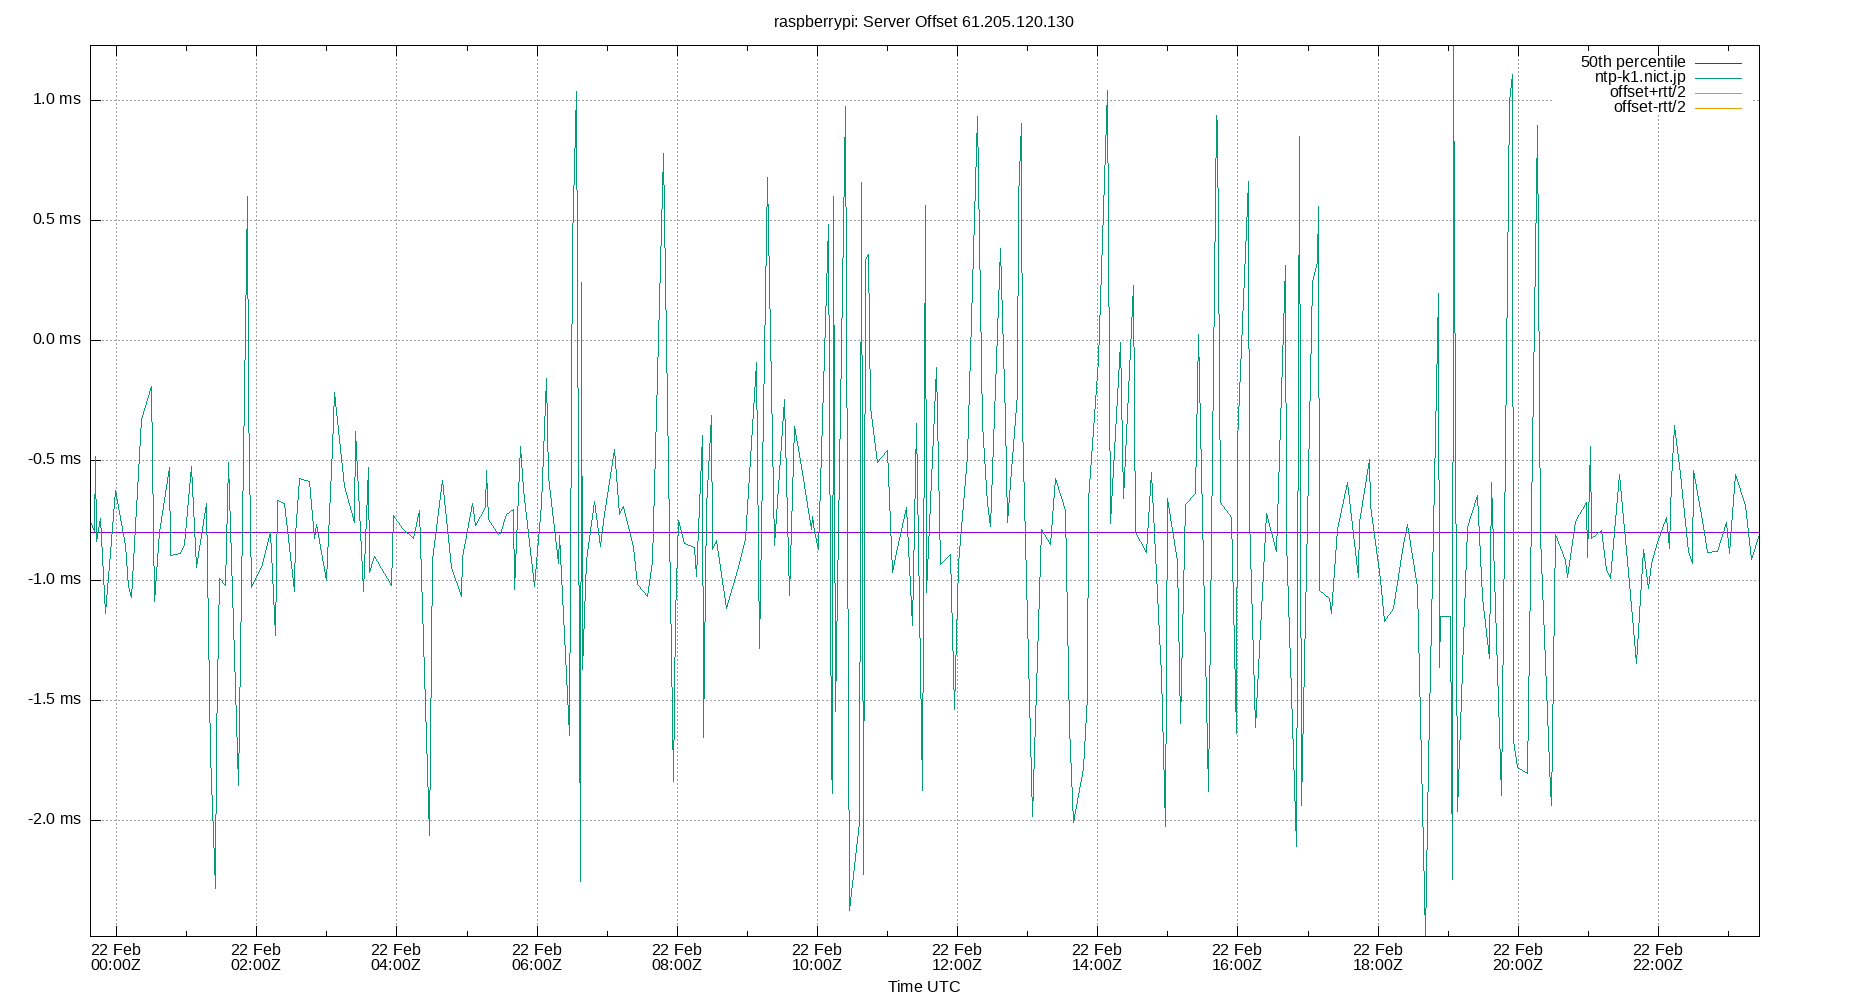 raspberrypi: Server Offset 61.205.120.130
50th percentile
ntp-k1.nict.jp
offset+rtt/2
offset-rtt/2
1.0 ms
0.5 ms
0.0 ms
-0.5 ms
-1.0 ms
-1.5 ms
-2.0 ms
22 Feb 22 Feb 22 Feb 22 Feb 22 Feb 22 Feb 22 Feb 22 Feb 22 Feb 22 Feb 22 Feb 22 Feb
00:00Z 02:00Z 04:00Z 06:00Z 08:00Z 10:00Z 12:00Z 14:00Z 16:00Z 18:00Z 20:00Z 22:00Z
Time UTC